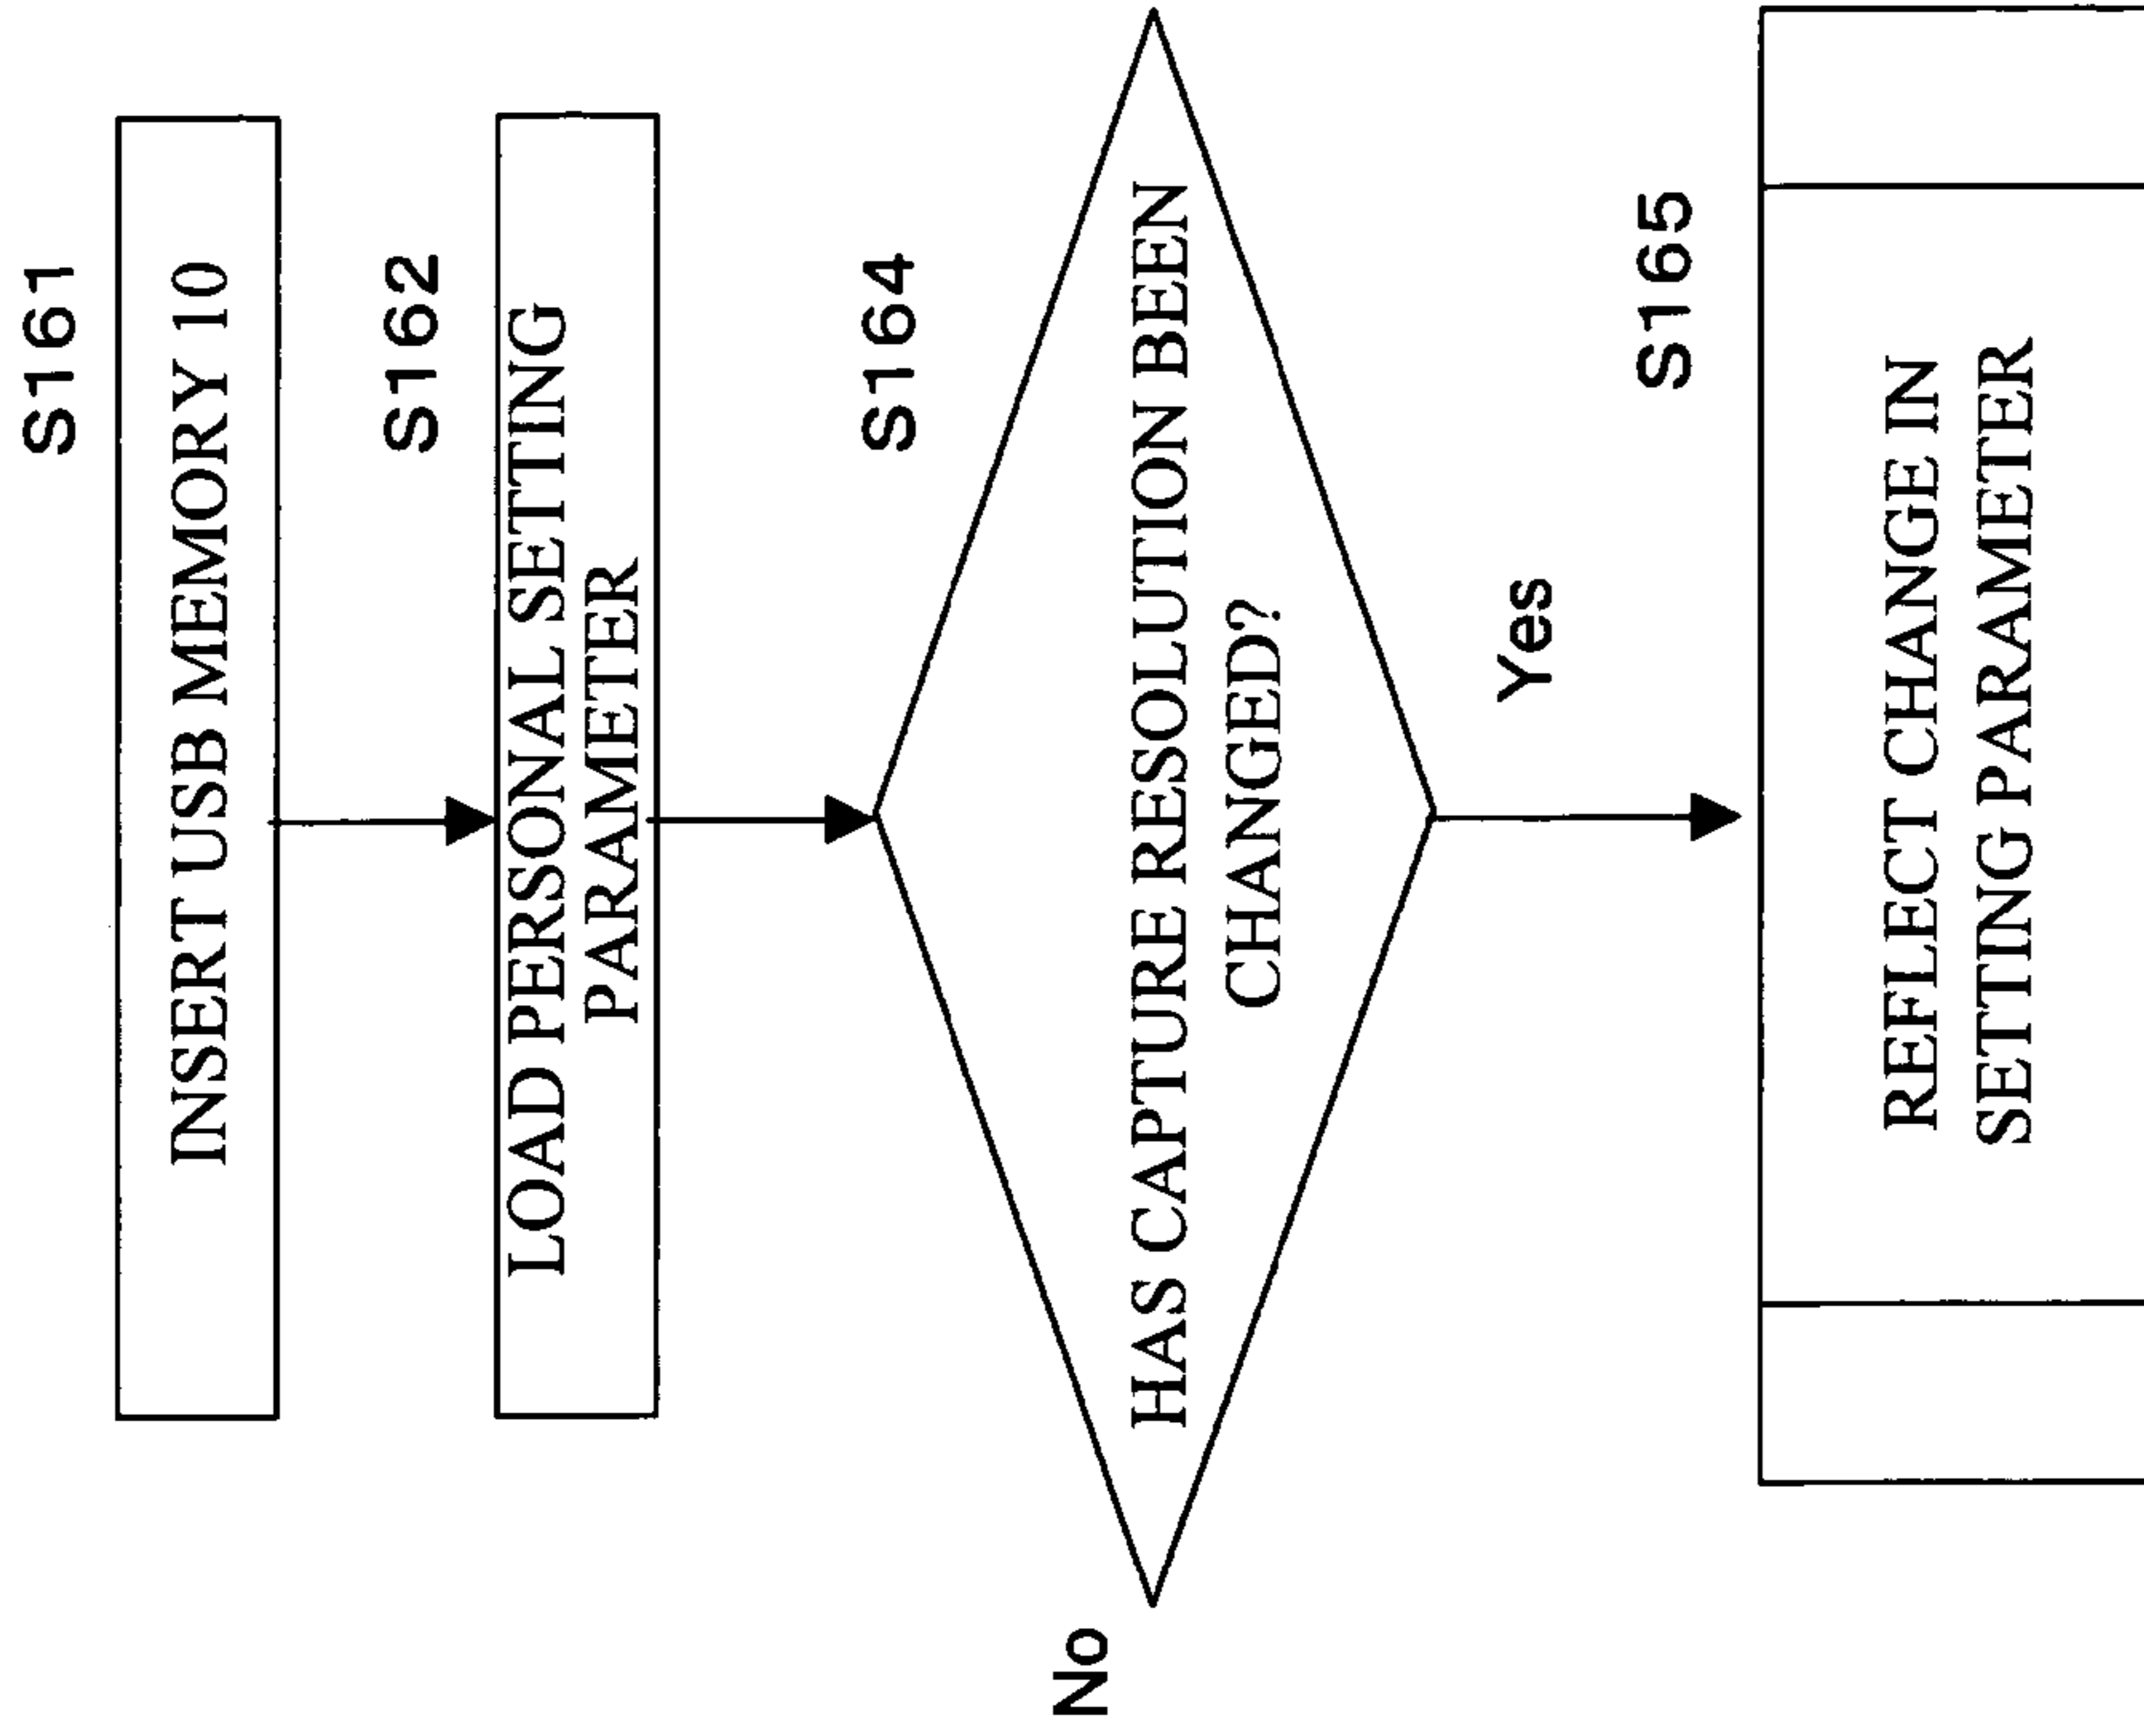 S161
INSERT USB MEMORY 10
S162
LOAD PERSONAL SETTING
PARAMETER
S164
HAS CAPTURE RESOLUTION BEEN
CHANGED?
No
Yes
S165
REFLECT CHANGE IN
SETTING PARAMETER